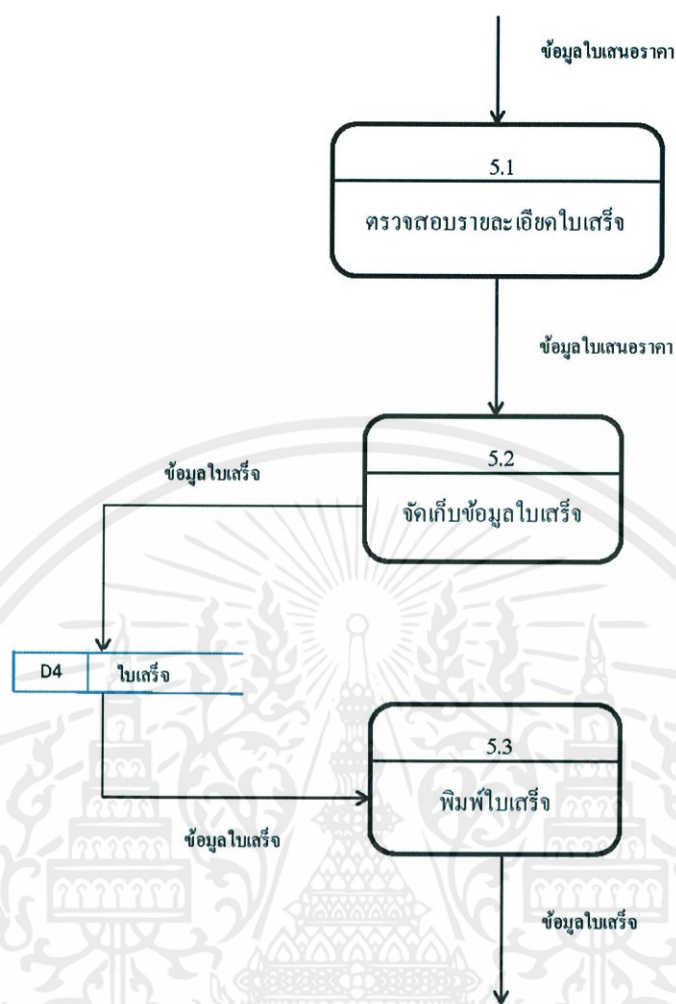 ข้อมูลใบเสนอราคา
5.1
ตรวจสอบรายละเอียดใบเสร็จ
ข้อมูลใบเสนอราคา
5.2
จัดเก็บข้อมูลใบเสร็จ
ข้อมูลใบเสร็จ
D4 ใบเสร็จ
5.3
พิมพ์ใบเสร็จ
ข้อมูลใบเสร็จ
ข้อมูลใบเสร็จ